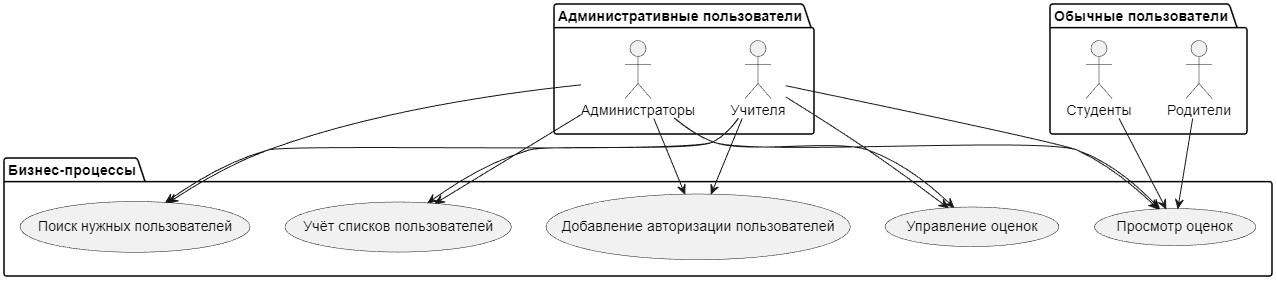 Административные пользователи
Обычные пользователи
Администраторы
Учителя
Студенты
Родители
Бизнес-процессы
Поиск нужных пользователей
Учёт списков пользователей
Добавление авторизации пользователей
Управление оценок
Просмотр оценок